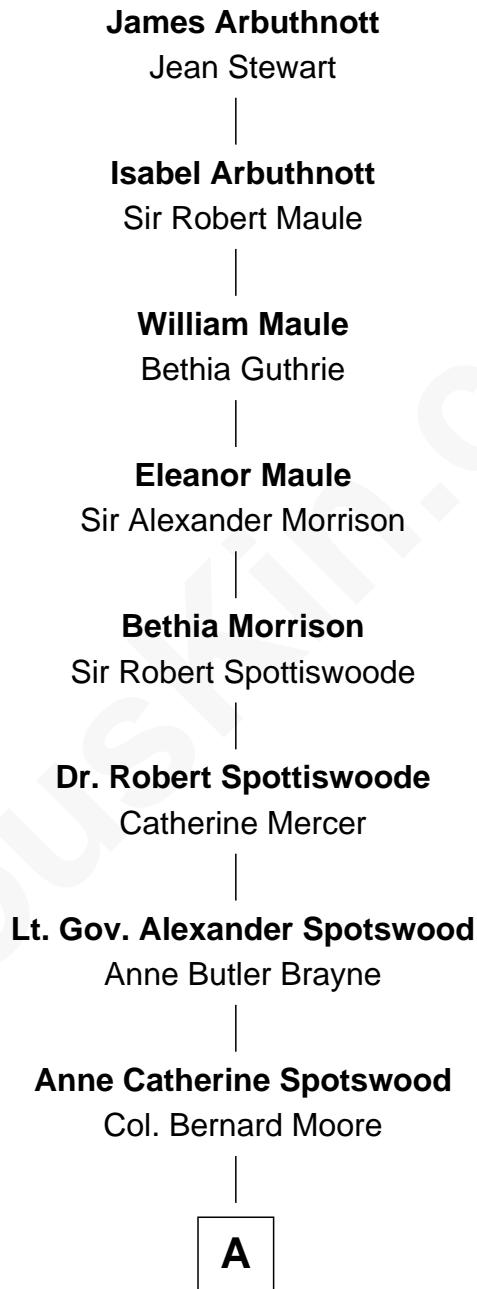 James Arbuthnott
Jean Stewart
Isabel Arbuthnott
Sir Robert Maule
William Maule
Bethia Guthrie
Eleanor Maule
Sir Alexander Morrison
Bethia Morrison
Sir Robert Spottiswoode
Dr. Robert Spottiswoode
Catherine Mercer
Lt. Gov. Alexander Spotswood
Anne Butler Brayne
Anne Catherine Spotswood
Col. Bernard Moore
A